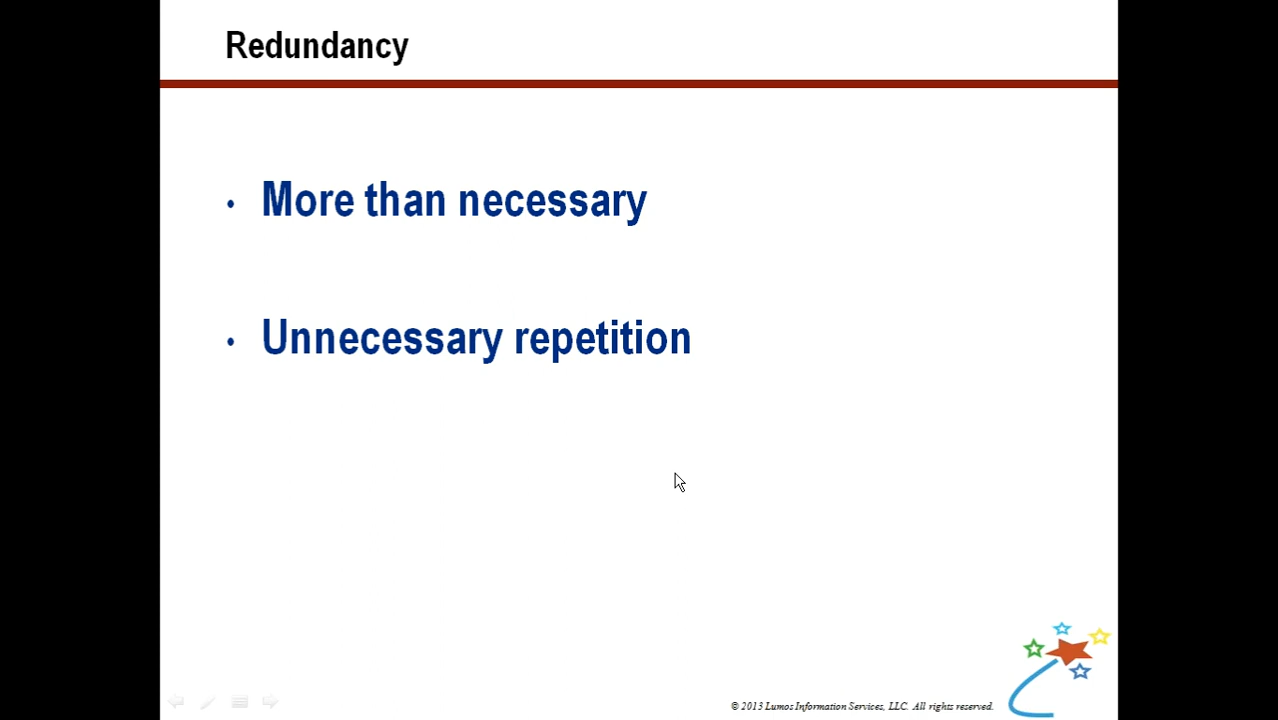 Redundancy
• More than necessary
• Unnecessary repetition
© 2013 Lumos Information Services, LLC. All rights reserved.